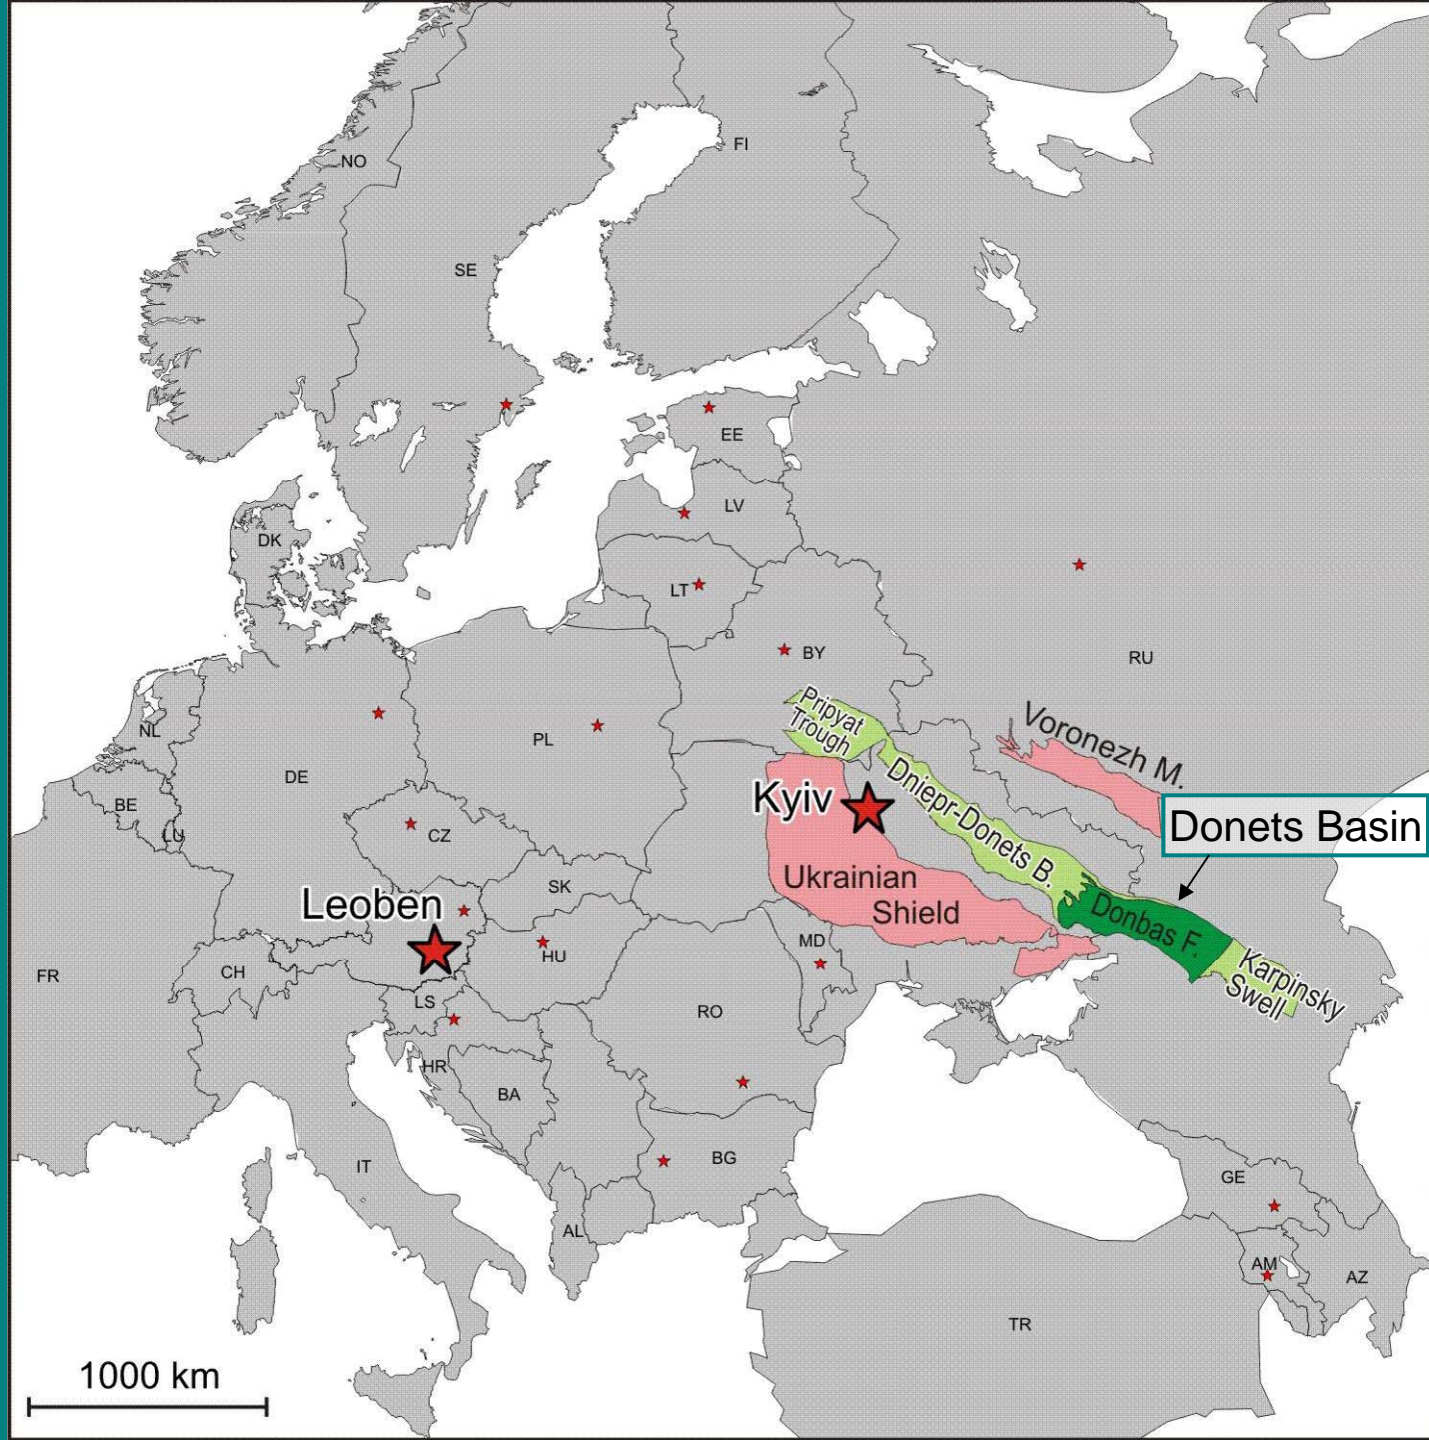 NO
FI
SE
EE
LV
DK
LT
BY
RU
Pripyat
Trough
Voronezh M.
NL
PL
DE
Kyiv
Dniepr-Donets B.
Donets Basin
BE
LU
CZ
Ukrainian
Shield
SK
Leoben
Donbas F.
MD
HU
CH
FR
Karpinsky
Swell
LS
RO
HR
BA
IT
BG
GE
AL
AM
AZ
TR
1000 km